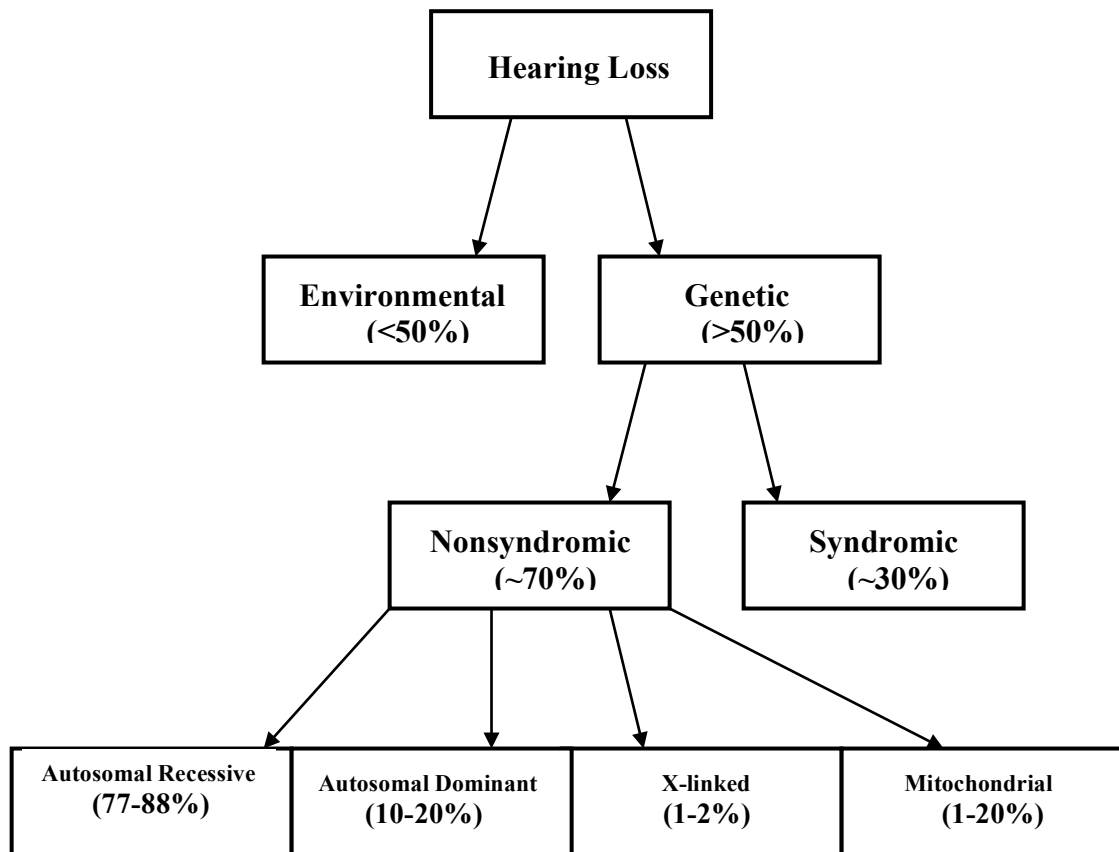 Hearing Loss
Environmental
(<50%)
Genetic
(>50%)
Nonsyndromic
(~70%)
Syndromic
(~30%)
Autosomal Recessive
(77-88%)
Autosomal Dominant
(10-20%)
X-linked
(1-2%)
Mitochondrial
(1-20%)